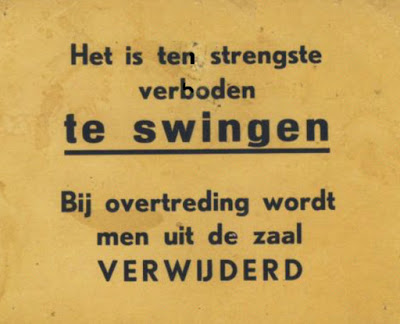 Het is ten strengste
verboden
te swingen
Bij overtreding wordt
men uit de zaal
VERWIJDERD